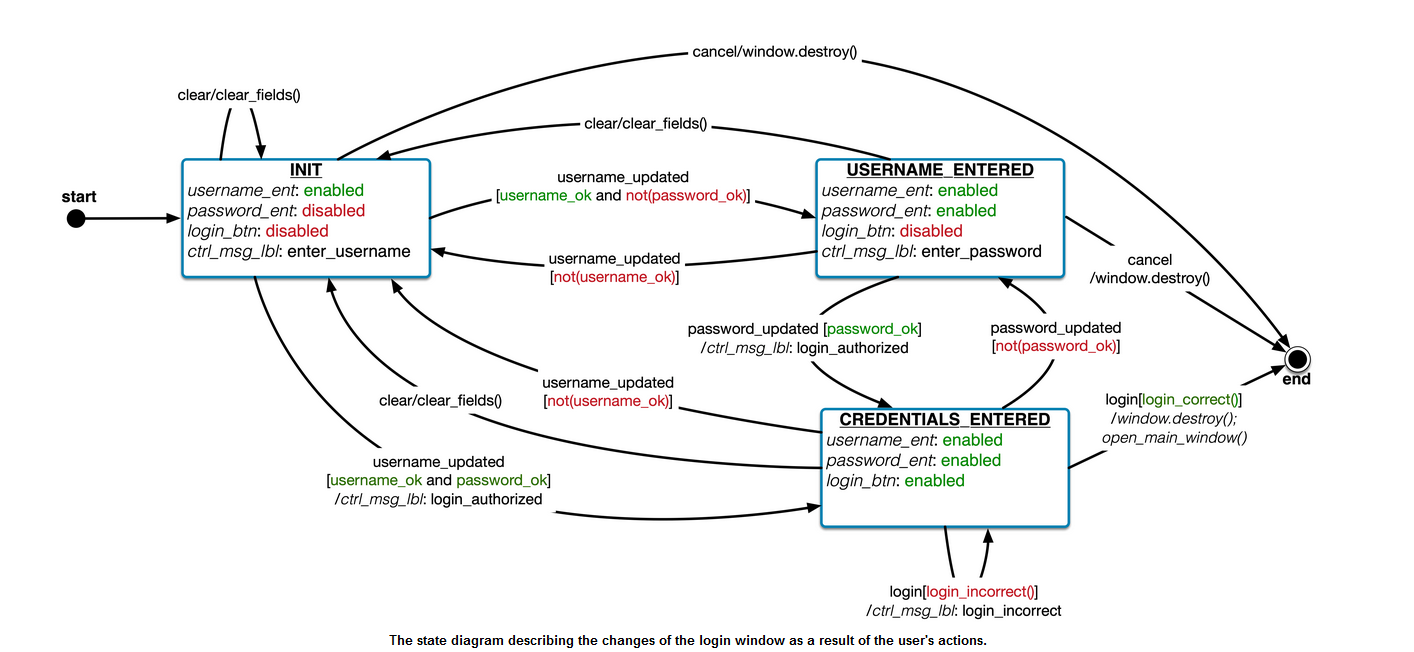 cancel/window.destroy()
clear/clear_fields()
clear/clear_fields()
start
INIT
username_ent: enabled
password_ent: disabled
login_btn: disabled
ctrl_msg_lbl: enter_username
username_updated
[username_ok and not(password_ok)]
USERNAME_ENTERED
username_ent: enabled
password_ent: enabled
login_btn: disabled
ctrl_msg_lbl: enter_password
username_updated
[not(username_ok)]
cancel
/window.destroy()
password_updated [password_ok]
/ctrl_msg_lbl: login_authorized
password_updated
[not(password_ok)]
end
username_updated
[not(username_ok)]
clear/clear_fields()
login[login_correct()]
/window.destroy();
open_main_window()
CREDENTIALS_ENTERED
username_ent: enabled
password_ent: enabled
login_btn: enabled
username_updated
[username_ok and password_ok]
/ctrl_msg_lbl: login_authorized
login[login_incorrect()]
/ctrl_msg_lbl: login_incorrect
The state diagram describing the changes of the login window as a result of the user's actions.